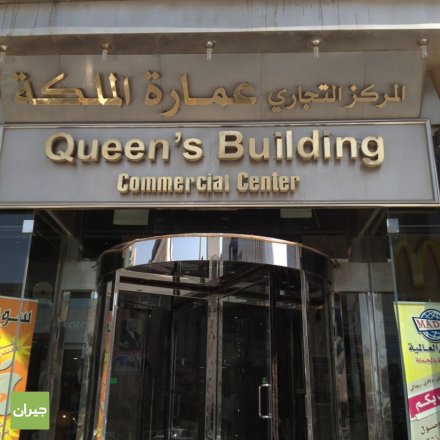 المركز التجاري عمارة الملكة
Queen's Building
Commercial Center
جيران